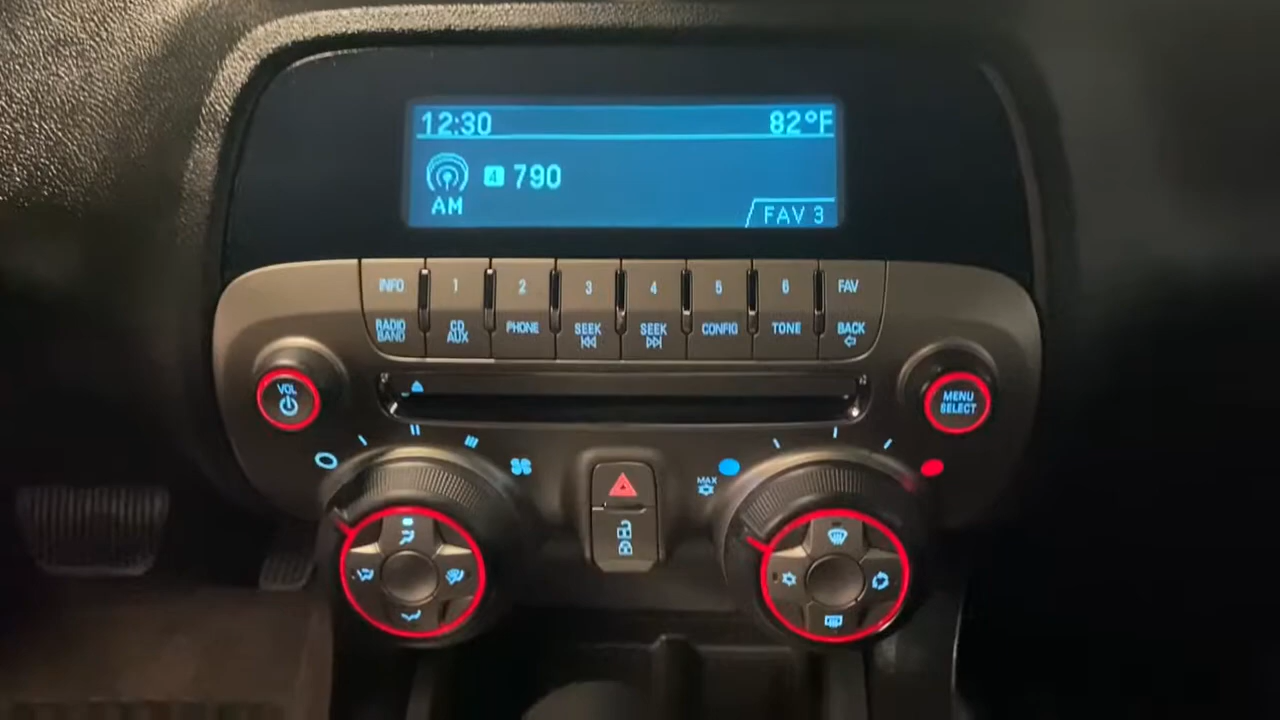 12:30 82°F
4 790
AM
FAV 3
INFO 1 2 3 4 5 6 FAV
RADIO BAND CD AUX PHONE SEEK SEEK CONFIG TONE BACK
VOL
MENU
SELECT
MAX